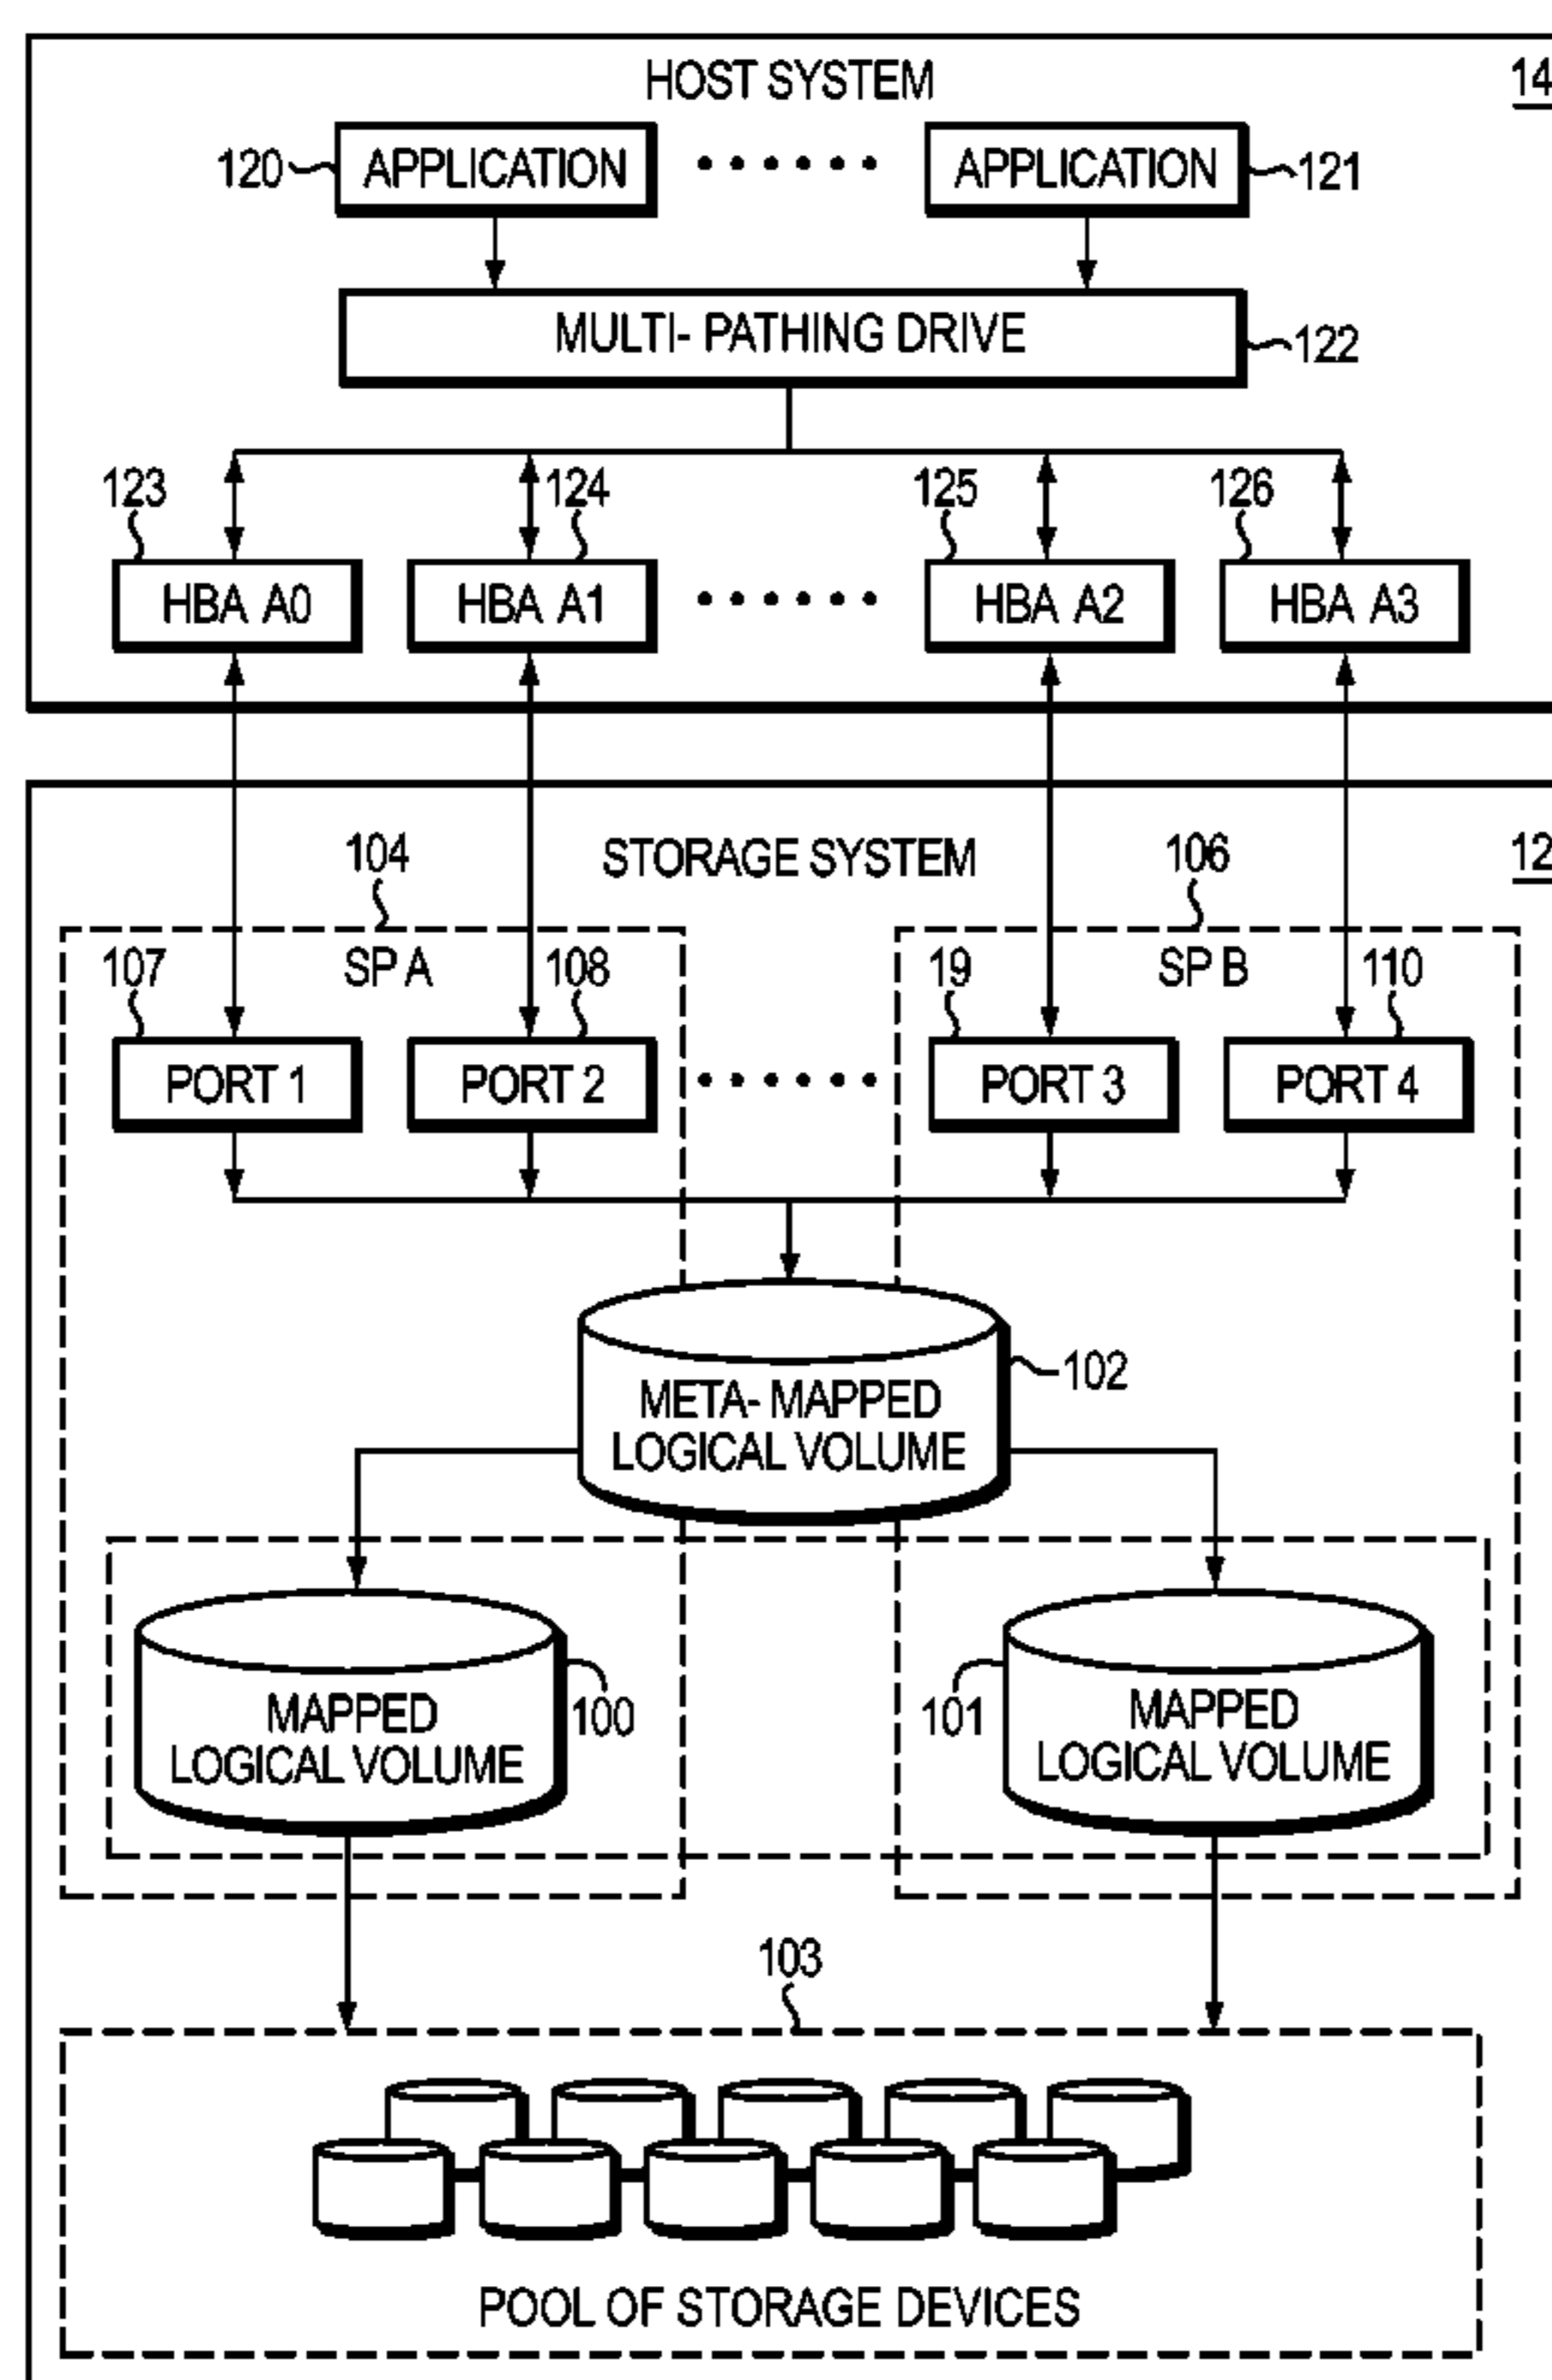 HOST SYSTEM
14
120
APPLICATION
APPLICATION
121
MULTI- PATHING DRIVE
122
123
124
125
126
HBA A0
HBA A1
HBA A2
HBA A3
104
STORAGE SYSTEM
106
12
107
SP A
108
19
SP B
110
PORT 1
PORT 2
PORT 3
PORT 4
102
META- MAPPED
LOGICAL VOLUME
MAPPED
LOGICAL VOLUME
100
101
MAPPED
LOGICAL VOLUME
103
POOL OF STORAGE DEVICES